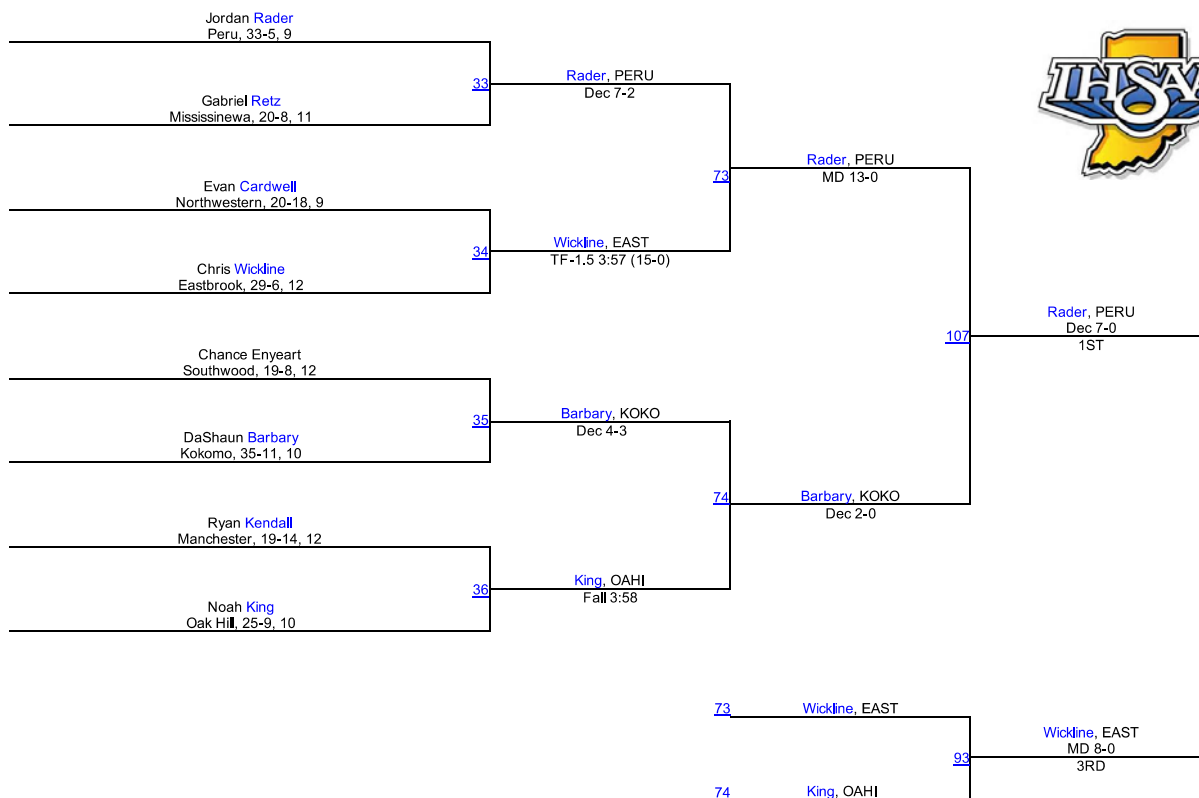 Jordan Rader
Peru, 33-5, 9
33
Rader, PERU
Dec 7-2
Gabriel Retz
Mississinewa, 20-8, 11
IHSAA
73
Rader, PERU
MD 13-0
Evan Cardwell
Northwestern, 20-18, 9
34
Wickline, EAST
TF-1.5 3:57 (15-0)
Chris Wickline
Eastbrook, 29-6, 12
107
Rader, PERU
Dec 7-0
1ST
Chance Enyeart
Southwood, 19-8, 12
35
Barbary, KOKO
Dec 4-3
DaShaun Barbary
Kokomo, 35-11, 10
74
Barbary, KOKO
Dec 2-0
Ryan Kendall
Manchester, 19-14, 12
36
King, OAHI
Fall 3:58
Noah King
Oak Hill, 25-9, 10
73
Wickline, EAST
93
Wickline, EAST
MD 8-0
3RD
74
King, OAHI